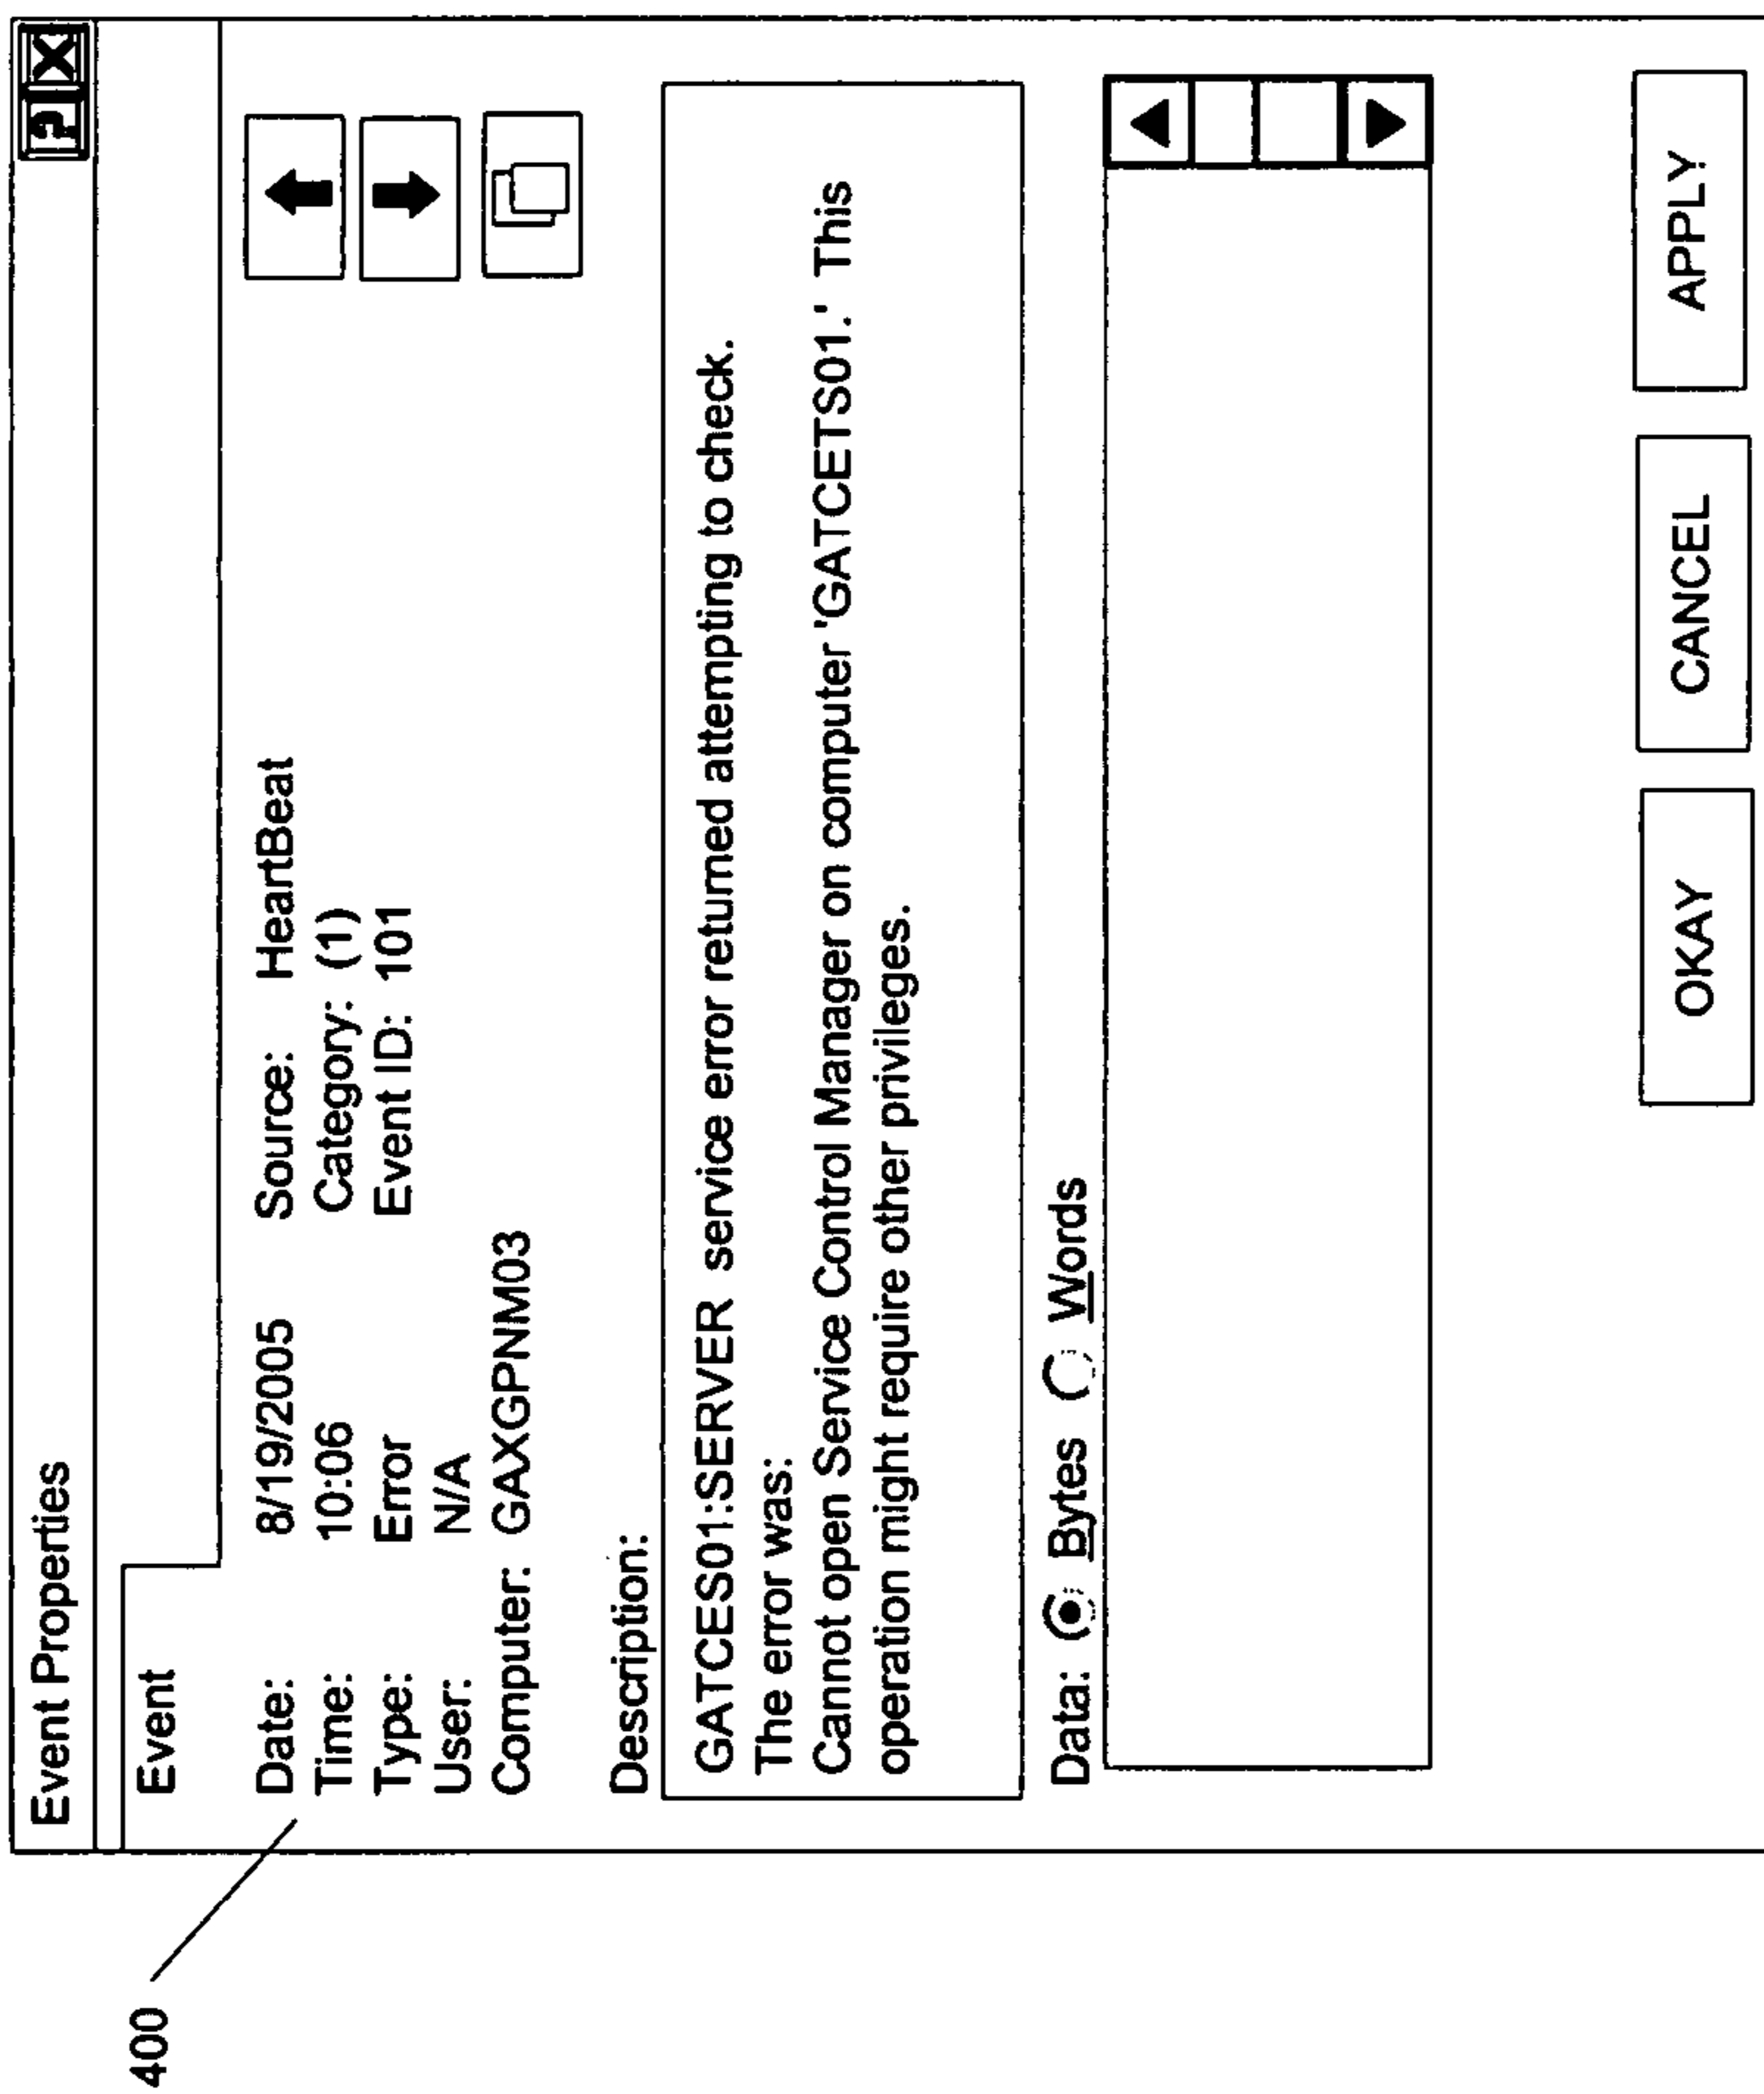 Event Properties ? X
Event
Date: 8/19/2005 Source: HeartBeat
Time: 10:06 Category: (1)
Type: Error Event ID: 101
User: N/A
Computer: GAXGPNM03
Description:
GATCES01:SERVER service error returned attempting to check.
The error was:
Cannot open Service Control Manager on computer 'GATCETS01.' This
operation might require other privileges.
Data: Bytes Words
OKAY CANCEL APPLY
400